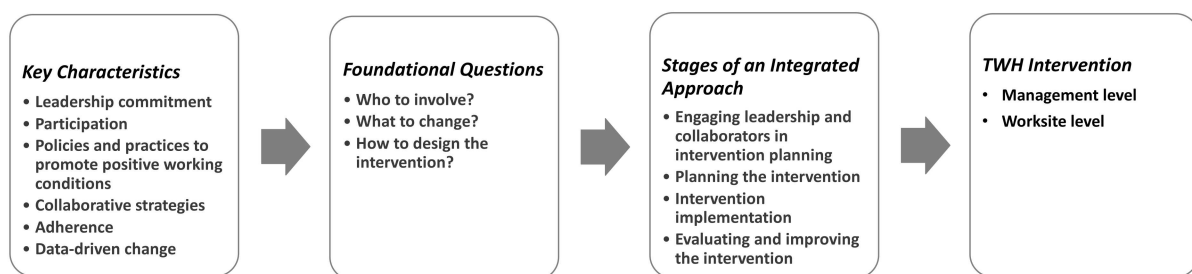 Key Characteristics
• Leadership commitment
• Participation
• Policies and practices to
promote positive working
conditions
• Collaborative strategies
• Adherence
• Data-driven change
Foundational Questions
• Who to involve?
• What to change?
• How to design the
intervention?
Stages of an Integrated
Approach
• Engaging leadership and
collaborators in
intervention planning
• Planning the intervention
• Intervention
implementation
• Evaluating and improving
the intervention
TWH Intervention
• Management level
• Worksite level